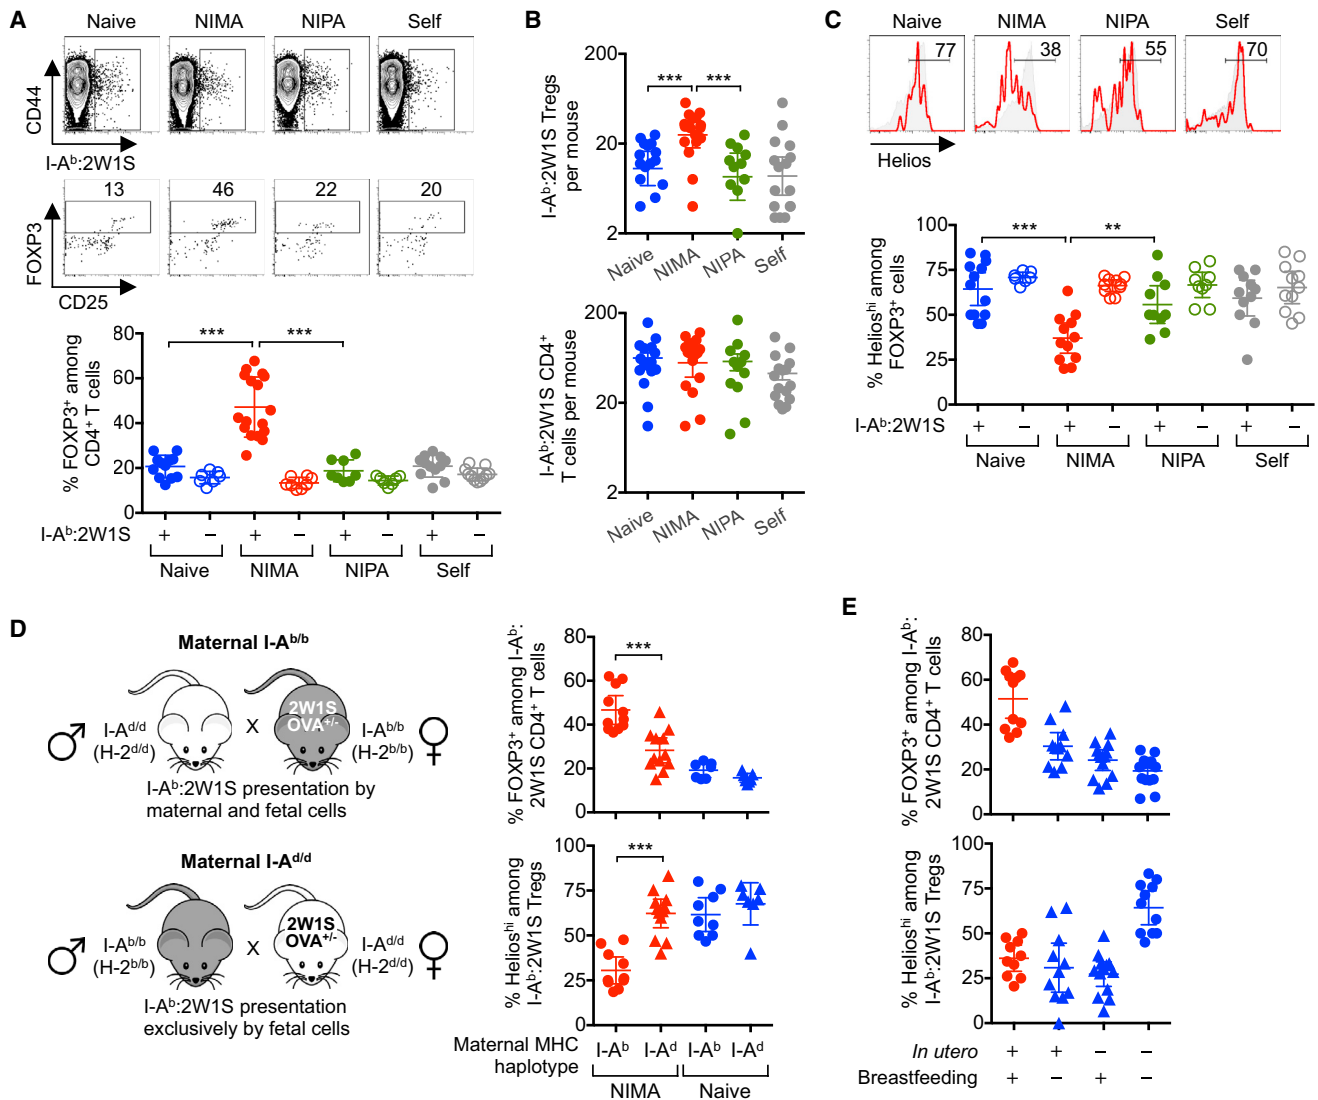 A
Naive NIMA NIPA Self
CD44
I-Aᵇ:2W1S
13 46 22 20
FOXP3
CD25
% FOXP3⁺ among CD4⁺ T cells
80
60
40
20
0
*** ***
I-Aᵇ:2W1S + − + − + − + −
Naive NIMA NIPA Self
B
I-Aᵇ:2W1S Tregs per mouse
200
20
2
*** ***
Naive NIMA NIPA Self
I-Aᵇ:2W1S CD4⁺ T cells per mouse
200
20
2
Naive NIMA NIPA Self
C
Naive NIMA NIPA Self
77 38 55 70
Helios
% Heliosʰⁱ among FOXP3⁺ cells
100
75
50
25
0
*** **
I-Aᵇ:2W1S + − + − + − + −
Naive NIMA NIPA Self
D
Maternal I-Aᵇ/ᵇ
♂ I-Aᵈ/ᵈ (H-2ᵈ/ᵈ) X 2W1S OVA⁺/⁻ I-Aᵇ/ᵇ (H-2ᵇ/ᵇ) ♀
I-Aᵇ:2W1S presentation by
maternal and fetal cells
Maternal I-Aᵈ/ᵈ
♂ I-Aᵇ/ᵇ (H-2ᵇ/ᵇ) X 2W1S OVA⁺/⁻ I-Aᵈ/ᵈ (H-2ᵈ/ᵈ) ♀
I-Aᵇ:2W1S presentation
exclusively by fetal cells
% FOXP3⁺ among I-Aᵇ: 2W1S CD4⁺ T cells
80
60
40
20
0
***
% Heliosʰⁱ among I-Aᵇ:2W1S Tregs
100
75
50
25
0
***
Maternal MHC haplotype I-Aᵇ I-Aᵈ I-Aᵇ I-Aᵈ
NIMA Naive
E
% FOXP3⁺ among I-Aᵇ: 2W1S CD4⁺ T cells
80
60
40
20
0
% Heliosʰⁱ among I-Aᵇ:2W1S Tregs
100
75
50
25
0
In utero + + − −
Breastfeeding + − + −